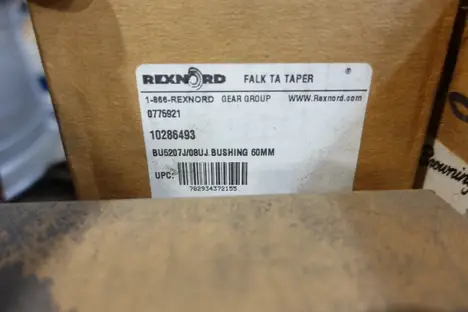 REXNORD FALK TA TAPER ®
1-866-REXNORD GEAR GROUP WWW.Rexnord.com
0775921
10286493
BU5207J/08UJ BUSHING 60MM
UPC:
782934372155
Browning